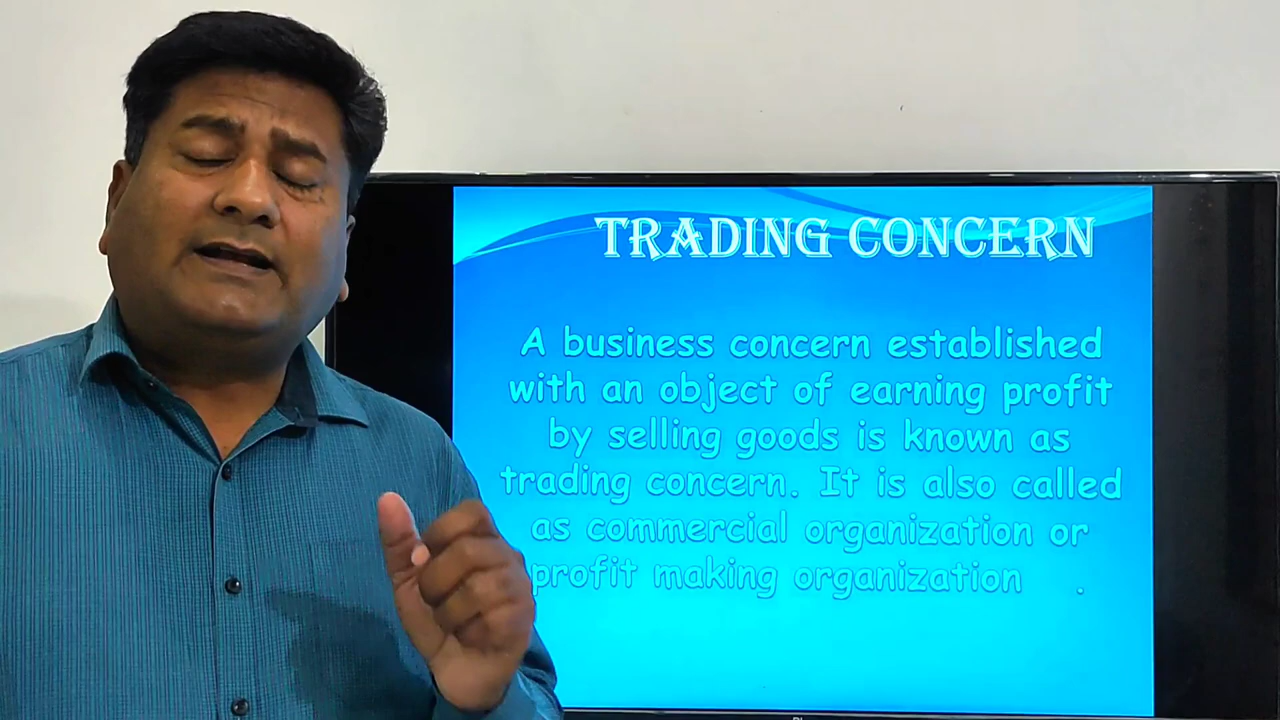 TRADING CONCERN
A business concern established
with an object of earning profit
by selling goods is known as
trading concern. It is also called
as commercial organization or
profit making organization .